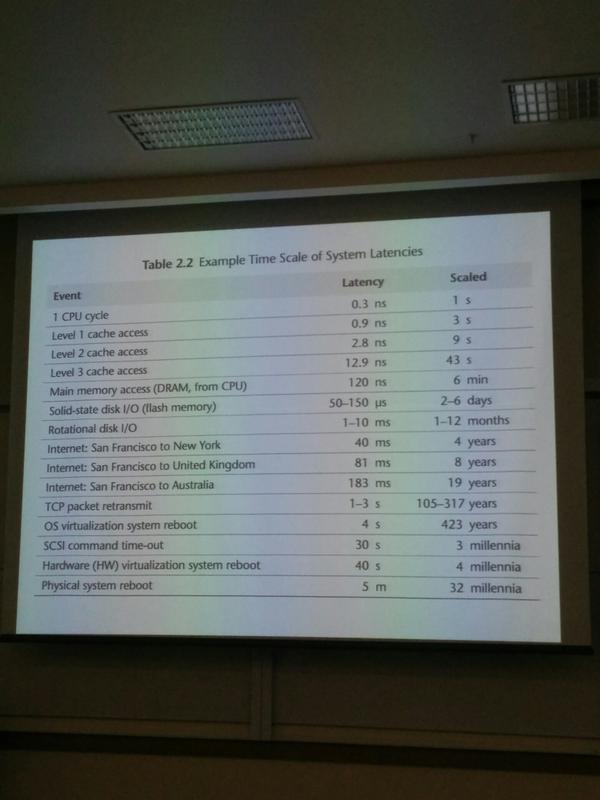 Table 2.2 Example Time Scale of System Latencies
Event Latency Scaled
1 CPU cycle 0.3 ns 1 s
Level 1 cache access 0.9 ns 3 s
Level 2 cache access 2.8 ns 9 s
Level 3 cache access 12.9 ns 43 s
Main memory access (DRAM, from CPU) 120 ns 6 min
Solid-state disk I/O (flash memory) 50–150 μs 2–6 days
Rotational disk I/O 1–10 ms 1–12 months
Internet: San Francisco to New York 40 ms 4 years
Internet: San Francisco to United Kingdom 81 ms 8 years
Internet: San Francisco to Australia 183 ms 19 years
TCP packet retransmit 1–3 s 105–317 years
OS virtualization system reboot 4 s 423 years
SCSI command time-out 30 s 3 millennia
Hardware (HW) virtualization system reboot 40 s 4 millennia
Physical system reboot 5 m 32 millennia